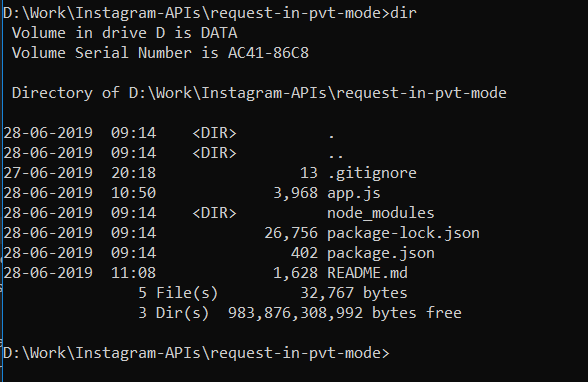 D:\Work\Instagram-APIs\request-in-pvt-mode>dir
 Volume in drive D is DATA
 Volume Serial Number is AC41-86C8

 Directory of D:\Work\Instagram-APIs\request-in-pvt-mode

28-06-2019  09:14    <DIR>          .
28-06-2019  09:14    <DIR>          ..
27-06-2019  20:18                13 .gitignore
28-06-2019  10:50             3,968 app.js
28-06-2019  09:14    <DIR>          node_modules
28-06-2019  09:14            26,756 package-lock.json
28-06-2019  09:14               402 package.json
28-06-2019  11:08             1,628 README.md
               5 File(s)         32,767 bytes
               3 Dir(s)  983,876,308,992 bytes free

D:\Work\Instagram-APIs\request-in-pvt-mode>